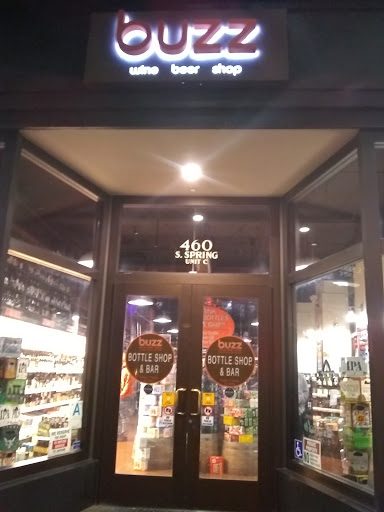 buzz
wine beer shop
460
S. SPRING
UNIT C
buzz
BOTTLE SHOP
& BAR
buzz
BOTTLE SHOP
& BAR
A
IPA